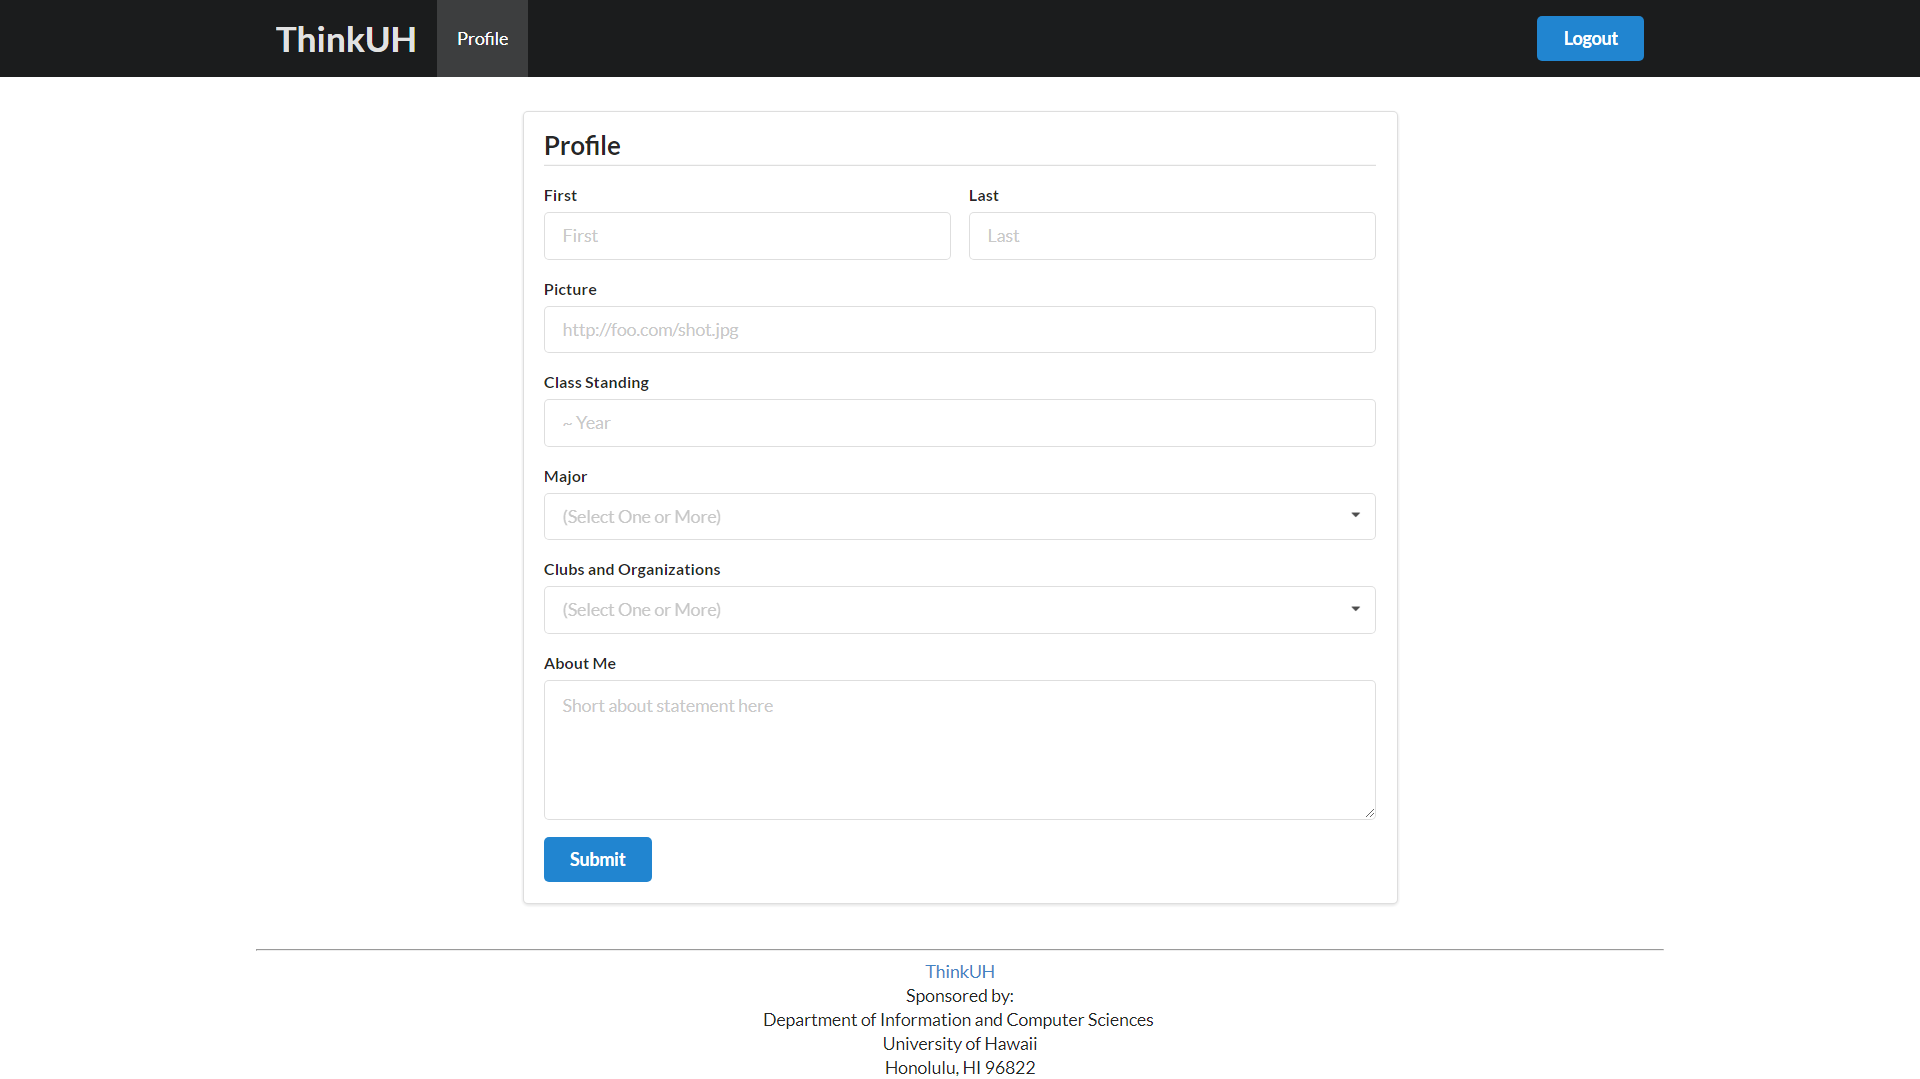 ThinkUH Profile Logout
Profile
First Last
First Last
Picture
http://foo.com/shot.jpg
Class Standing
~ Year
Major
(Select One or More)
Clubs and Organizations
(Select One or More)
About Me
Short about statement here
Submit
ThinkUH
Sponsored by:
Department of Information and Computer Sciences
University of Hawaii
Honolulu, HI 96822